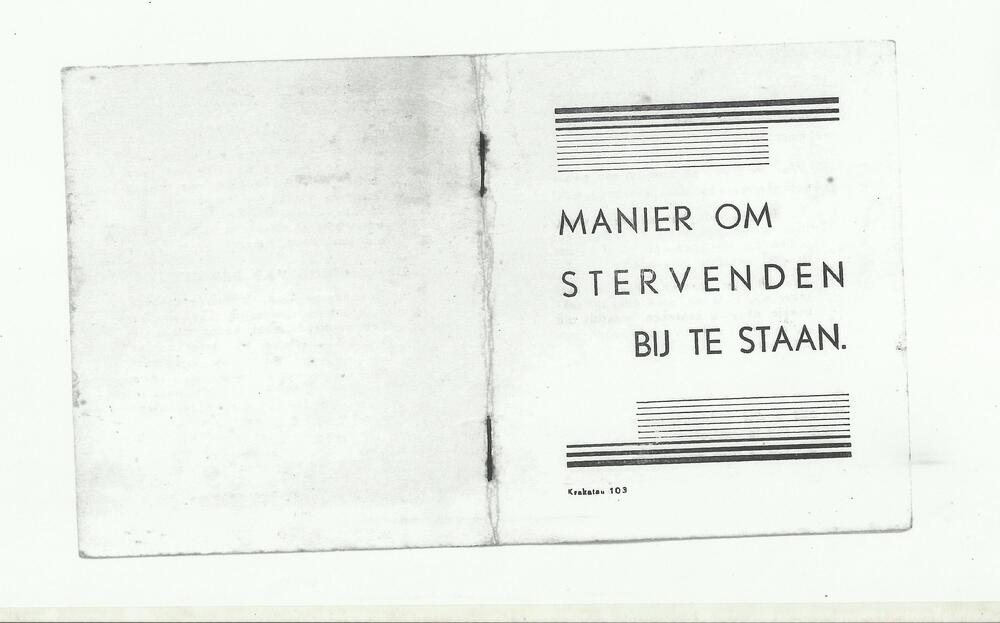 MANIER OM
STERVENDEN
BIJ TE STAAN.
Krakatau 103